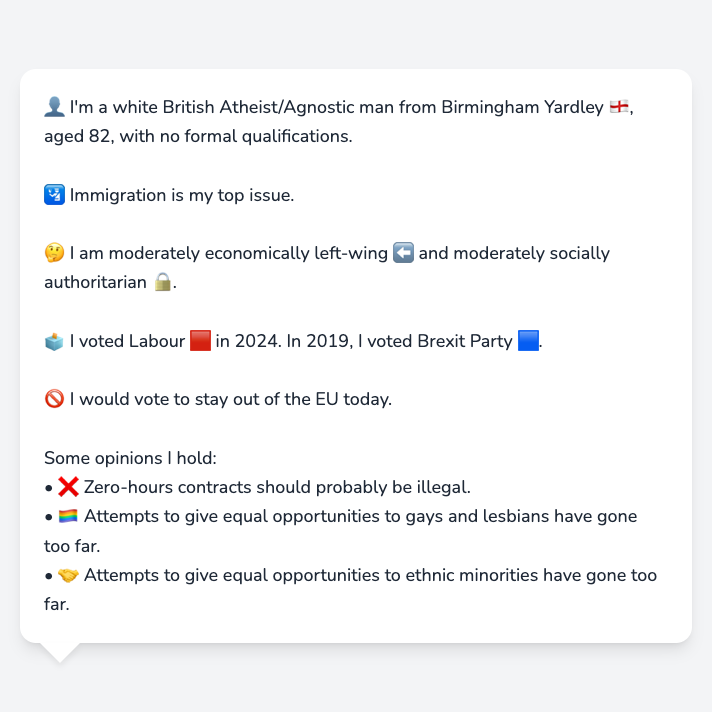 👤 I'm a white British Atheist/Agnostic man from Birmingham Yardley 🏴󠁧󠁢󠁥󠁮󠁧󠁿,
aged 82, with no formal qualifications.
🛂 Immigration is my top issue.
🤔 I am moderately economically left-wing ⬅️ and moderately socially
authoritarian 🔒.
🗳️ I voted Labour 🟥 in 2024. In 2019, I voted Brexit Party 🟦.
🚫 I would vote to stay out of the EU today.
Some opinions I hold:
• ❌ Zero-hours contracts should probably be illegal.
• 🏳️‍🌈 Attempts to give equal opportunities to gays and lesbians have gone
too far.
• 🤝 Attempts to give equal opportunities to ethnic minorities have gone too
far.